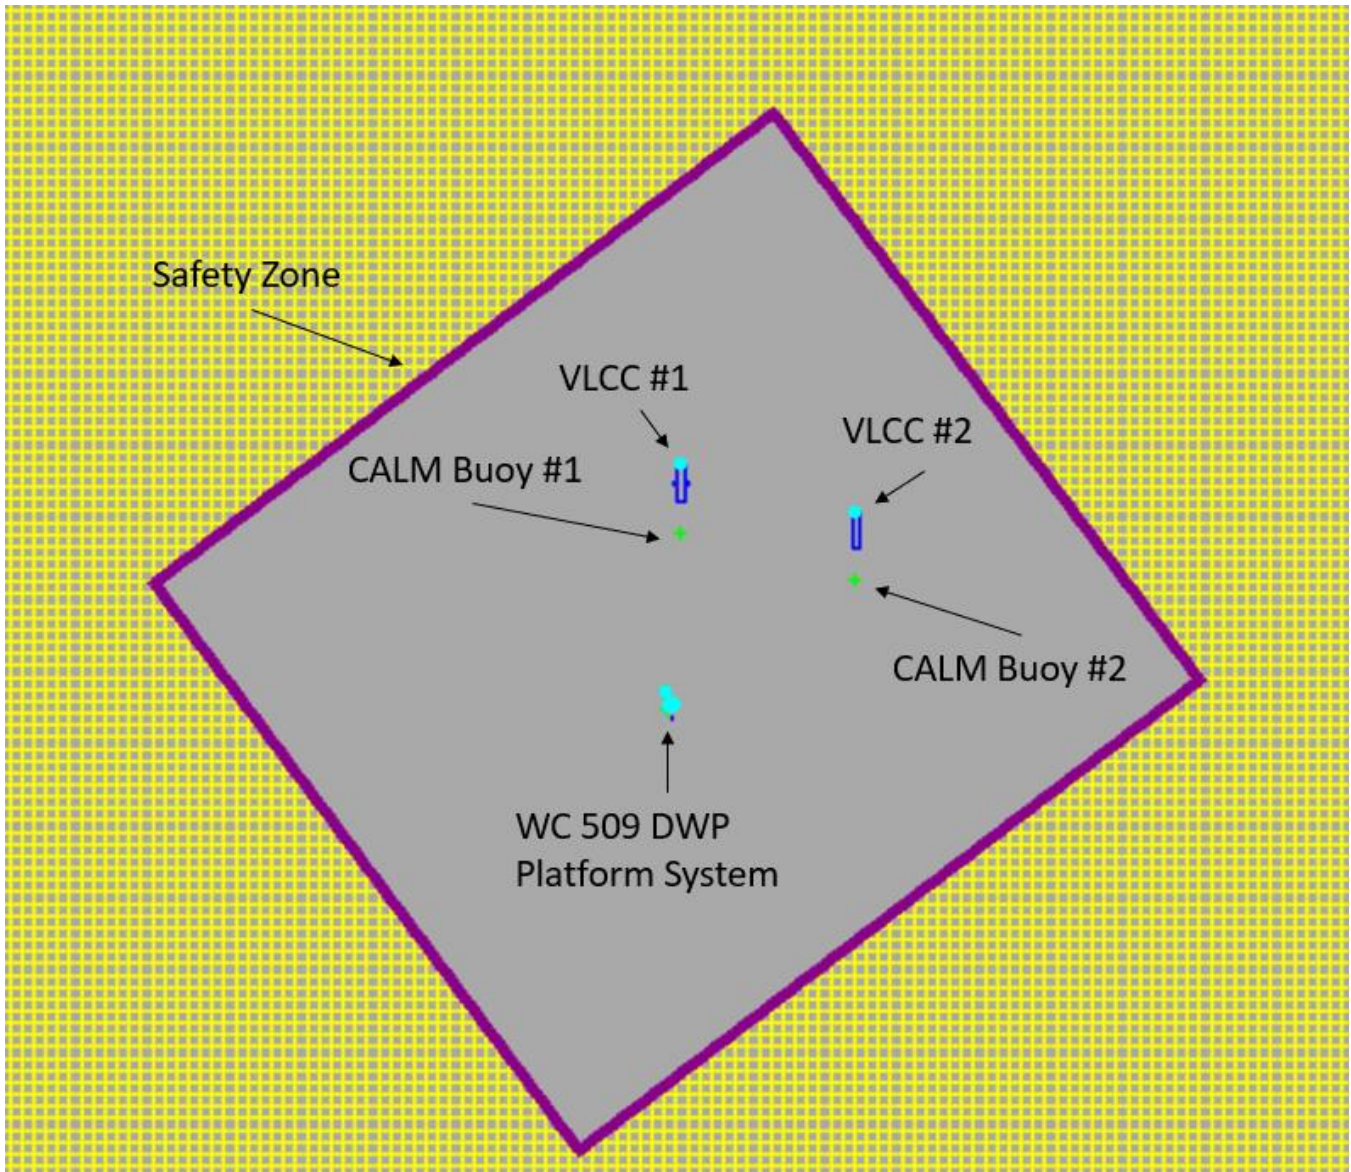 Safety Zone
VLCC #1
VLCC #2
CALM Buoy #1
CALM Buoy #2
WC 509 DWP
Platform System